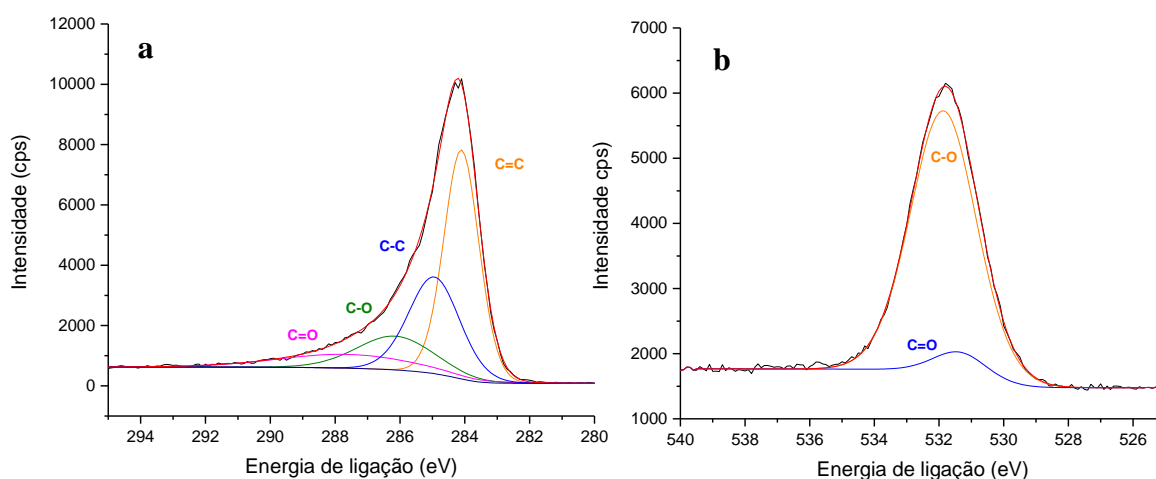 a
12000
10000
8000
6000
4000
2000
0
Intensidade (cps)
C=C
C-C
C-O
C=O
294 292 290 288 286 284 282 280
Energia de ligação (eV)
b
7000
6000
5000
4000
3000
2000
1000
Intensidade cps)
C-O
C=O
540 538 536 534 532 530 528 526
Energia de ligação (eV)